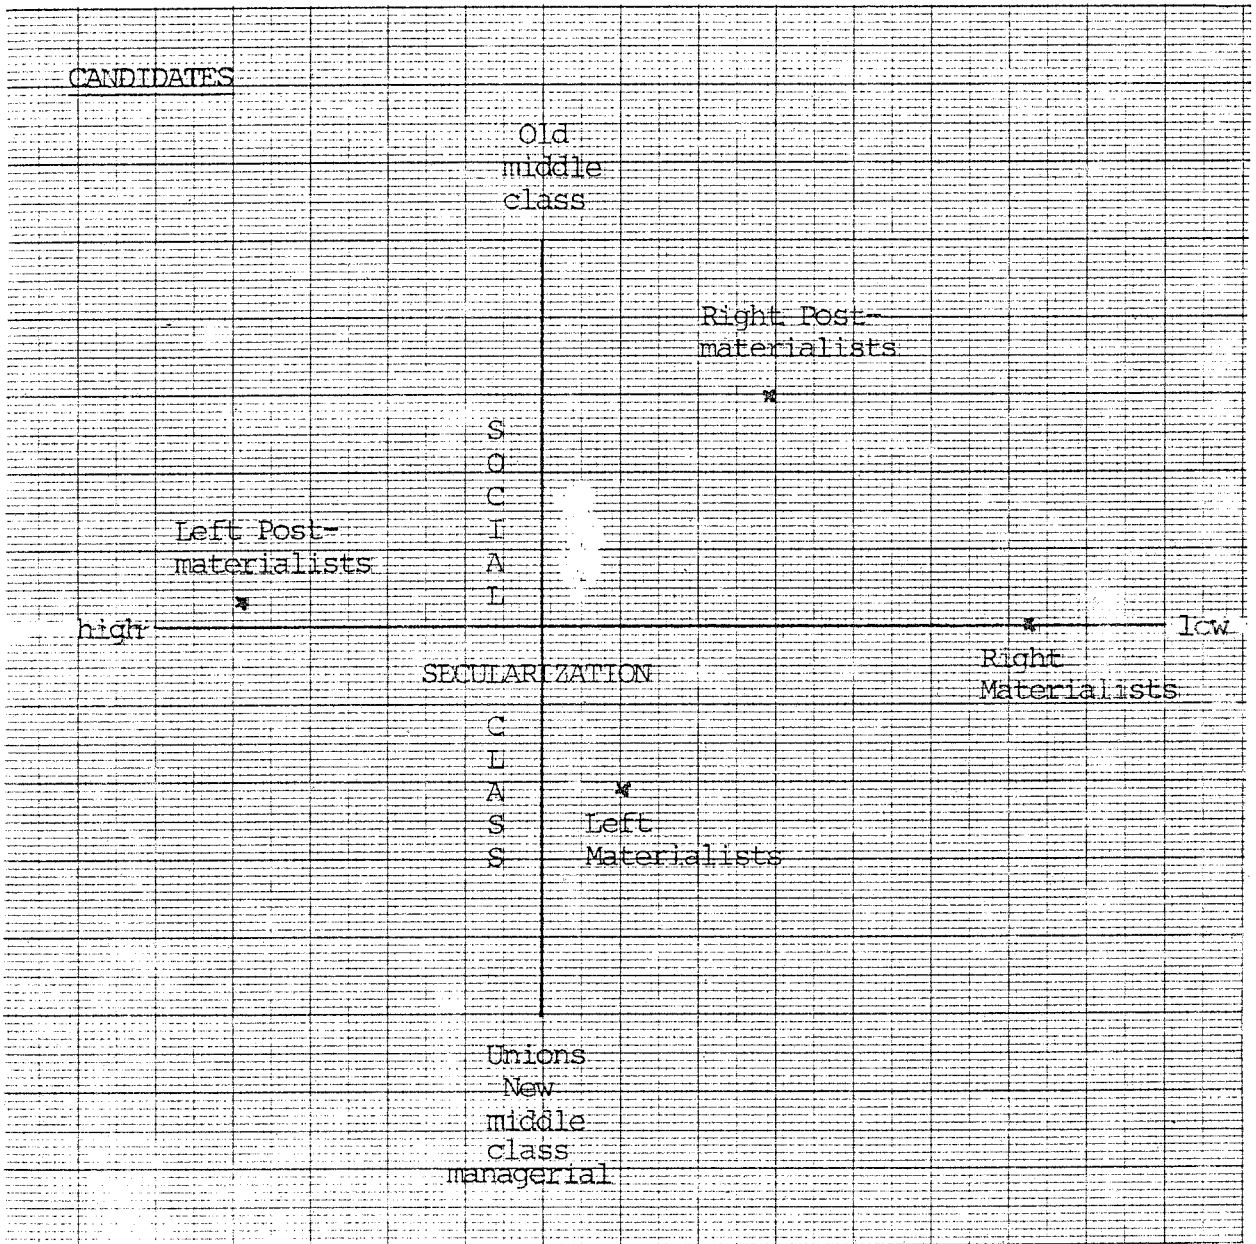 CANDIDATES
Old
middle
class
Right Post-
materialists
S
O
C
I
A
L
Left Post-
materialists
high
low
Right
Materialists
SECULARIZATION
C
L
A
S
S
Left
Materialists
Unions
New
middle
class
managerial